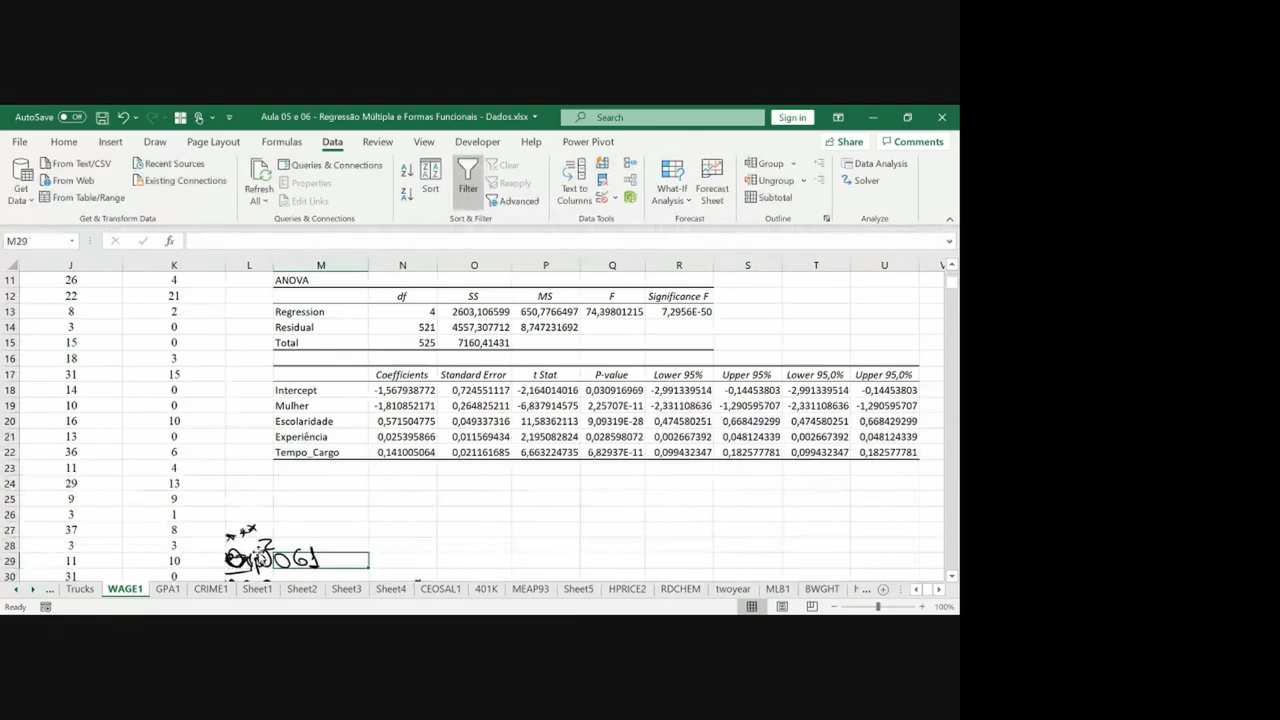 AutoSave Off Aula 05 e 06 - Regressão Múltipla e Formas Funcionais - Dados.xlsx Search Sign in
File Home Insert Draw Page Layout Formulas Data Review View Developer Help Power Pivot Share Comments
Get Data
From Text/CSV Recent Sources
From Web Existing Connections
From Table/Range
Get & Transform Data
Refresh All
Queries & Connections
Properties
Edit Links
Queries & Connections
Sort Filter
Clear
Reapply
Advanced
Sort & Filter
Text to Columns
Data Tools
What-If Analysis Forecast Sheet
Forecast
Group
Ungroup
Subtotal
Outline
Data Analysis
Solver
Analyze
M29 fx
J K L M N O P Q R S T U V
11 26 4 ANOVA
12 22 21 df SS MS F Significance F
13 8 2 Regression 4 2603,106599 650,7766497 74,39801215 7,2956E-50
14 3 0 Residual 521 4557,307712 8,747231692
15 15 0 Total 525 7160,41431
16 18 3
17 31 15 Coefficients Standard Error t Stat P-value Lower 95% Upper 95% Lower 95,0% Upper 95,0%
18 14 0 Intercept -1,567938772 0,724551117 -2,164014016 0,030916969 -2,991339514 -0,14453803 -2,991339514 -0,14453803
19 10 0 Mulher -1,810852171 0,264825211 -6,837914575 2,25707E-11 -2,331108636 -1,290595707 -2,331108636 -1,290595707
20 16 10 Escolaridade 0,571504775 0,049337316 11,58362113 9,09319E-28 0,474580251 0,668429299 0,474580251 0,668429299
21 13 0 Experiência 0,025395866 0,011569434 2,195082824 0,028598072 0,002667392 0,048124339 0,002667392 0,048124339
22 36 6 Tempo_Cargo 0,141005064 0,021161685 6,663224735 6,82937E-11 0,099432347 0,182577781 0,099432347 0,182577781
23 11 4
24 29 13
25 9 9
26 3 1
27 37 8
28 3 3
29 11 10 061
30 31 0
... Trucks WAGE1 GPA1 CRIME1 Sheet1 Sheet2 Sheet3 Sheet4 CEOSAL1 401K MEAP93 Sheet5 HPRICE2 RDCHEM twoyear MLB1 BWGHT ...
Ready 100%